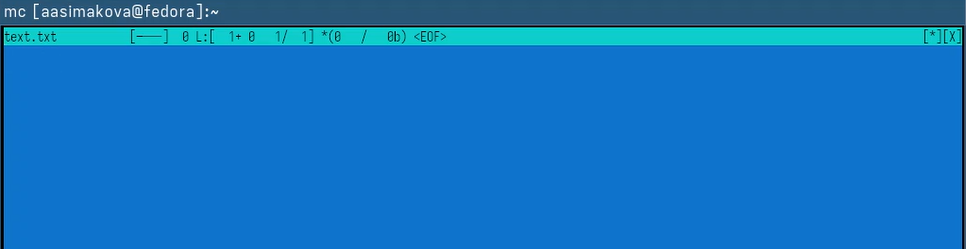 mc [aasimakova@fedora]:~
text.txt [----] 0 L:[ 1+ 0 1/ 1] *(0 / 0b) <EOF> [*][X]